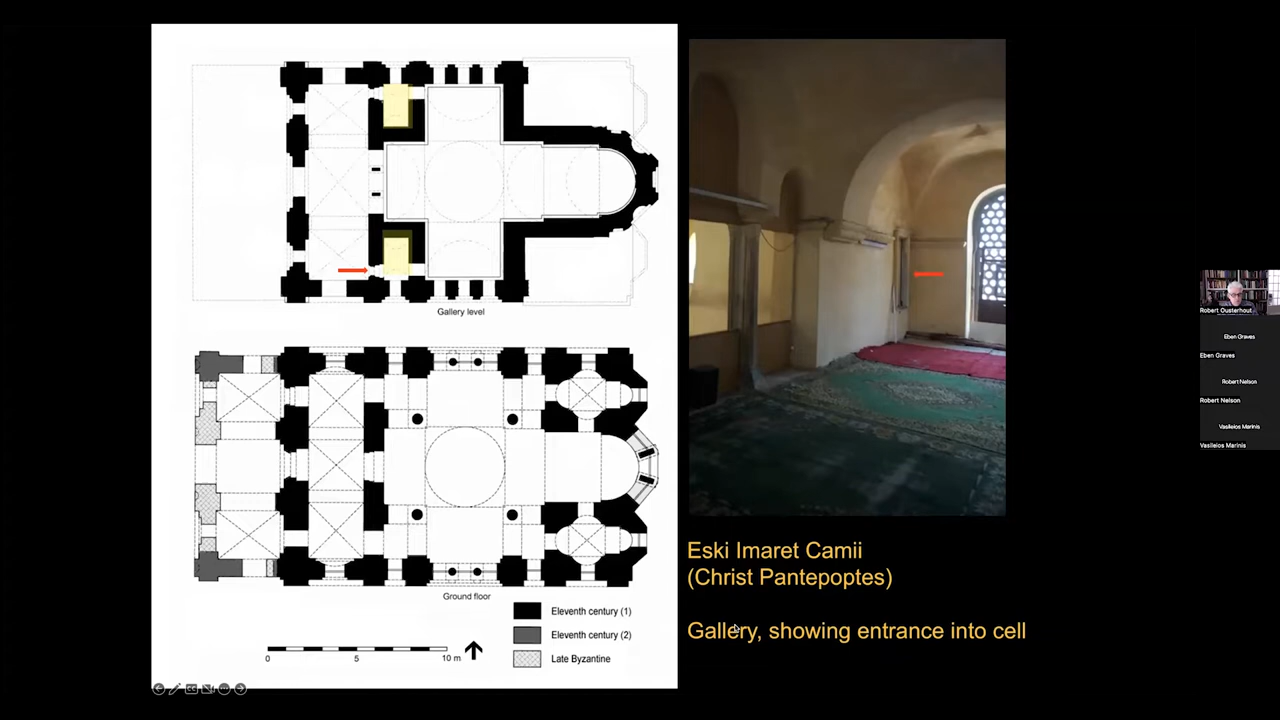 Gallery level
Ground floor
Eleventh century (1)
Eleventh century (2)
Late Byzantine
0 5 10 m
Eski Imaret Camii
(Christ Pantepoptes)
Gallery, showing entrance into cell
Robert Ousterhout
Eben Graves
Eben Graves
Robert Nelson
Robert Nelson
Vasileios Marinis
Vasileios Marinis